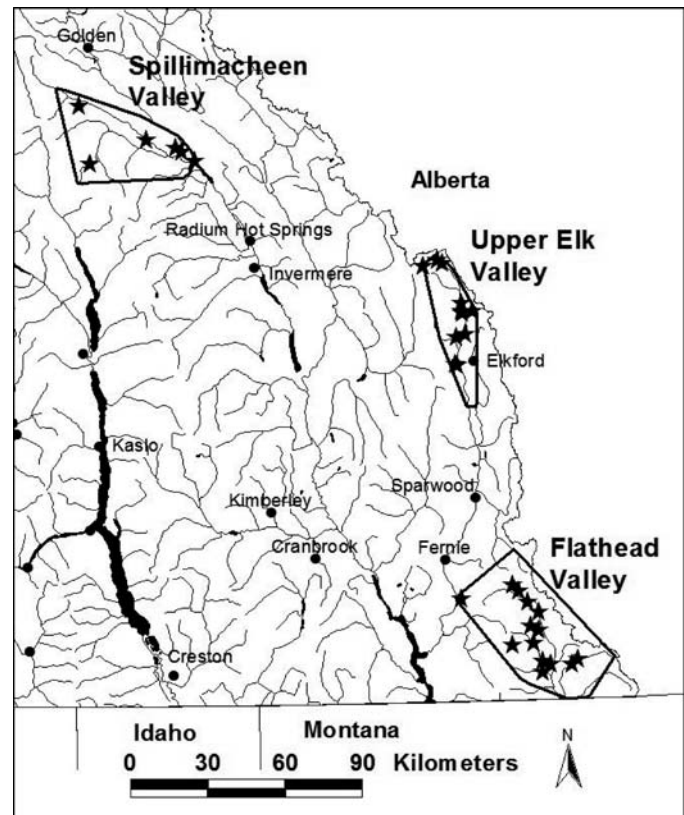 Golden
Spillimacheen
Valley
Alberta
Radium Hot Springs
Upper Elk
Valley
Invermere
Elkford
Kaslo
Sparwood
Kimberley
Cranbrook
Fernie
Flathead
Valley
Creston
Idaho
Montana
0 30 60 90 Kilometers
N